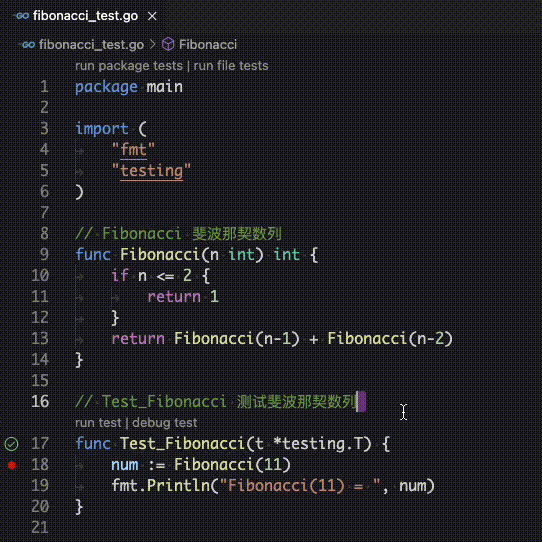 fibonacci_test.go
fibonacci_test.go > Fibonacci
run package tests | run file tests
1 package main
2
3 import (
4 "fmt"
5 "testing"
6 )
7
8 // Fibonacci 斐波那契数列
9 func Fibonacci(n int) int {
10 if n <= 2 {
11 return 1
12 }
13 return Fibonacci(n-1) + Fibonacci(n-2)
14 }
15
16 // Test_Fibonacci 测试斐波那契数列
run test | debug test
17 func Test_Fibonacci(t *testing.T) {
18 num := Fibonacci(11)
19 fmt.Println("Fibonacci(11) = ", num)
20 }
21